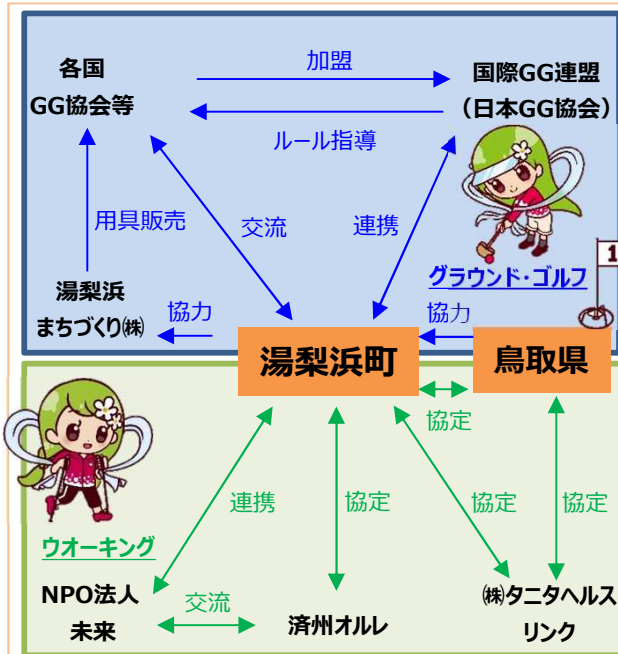 各国
GG協会等
加盟
国際GG連盟
（日本GG協会）
ルール指導
用具販売
交流
連携
グラウンド・ゴルフ
1
湯梨浜
まちづくり㈱
協力
協力
湯梨浜町
鳥取県
協定
連携
協定
協定
協定
ウオーキング
NPO法人
未来
交流
済州オルレ
㈱タニタヘルス
リンク